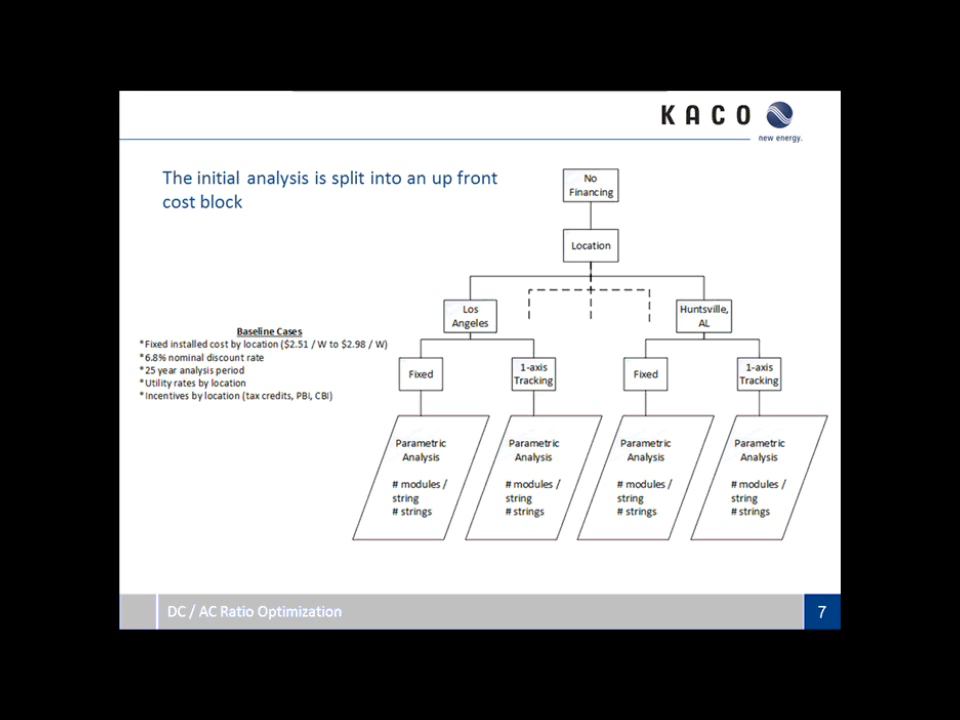 KACO
new energy.
The initial analysis is split into an up front
cost block
No
Financing
Location
Los
Angeles
Huntsville,
AL
Baseline Cases
*Fixed installed cost by location ($2.51 / W to $2.98 / W)
*6.8% nominal discount rate
*25 year analysis period
*Utility rates by location
*Incentives by location (tax credits, PBI, CBI)
Fixed
1-axis
Tracking
Fixed
1-axis
Tracking
Parametric
Analysis
# modules /
string
# strings
Parametric
Analysis
# modules /
string
# strings
Parametric
Analysis
# modules /
string
# strings
Parametric
Analysis
# modules /
string
# strings
DC / AC Ratio Optimization
7